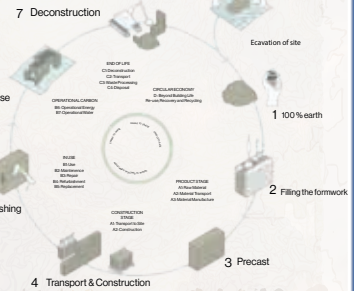 7 Deconstruction
Ecavation of site
END OF LIFE
C1-Deconstruction
C2-Transport
C3-Waste Processing
C4-Disposal
CIRCULAR ECONOMY
D- Beyond Building Life
Re-use/Recovery and Recycling
OPERATIONAL CARBON
B6-Operational Energy
B7-Operational Water
se
1 100 % earth
IN USE
B1-Use
B2-Maintenance
B3-Repair
B4-Refurbishment
B5-Replacement
PRODUCT STAGE
A1-Raw Material
A2-Material Transport
A3-Material Manufacture
2 Filling the formwork
shing
CONSTRUCTION
STAGE
A1-Transport to Site
A2-Construction
3 Precast
4 Transport & Construction